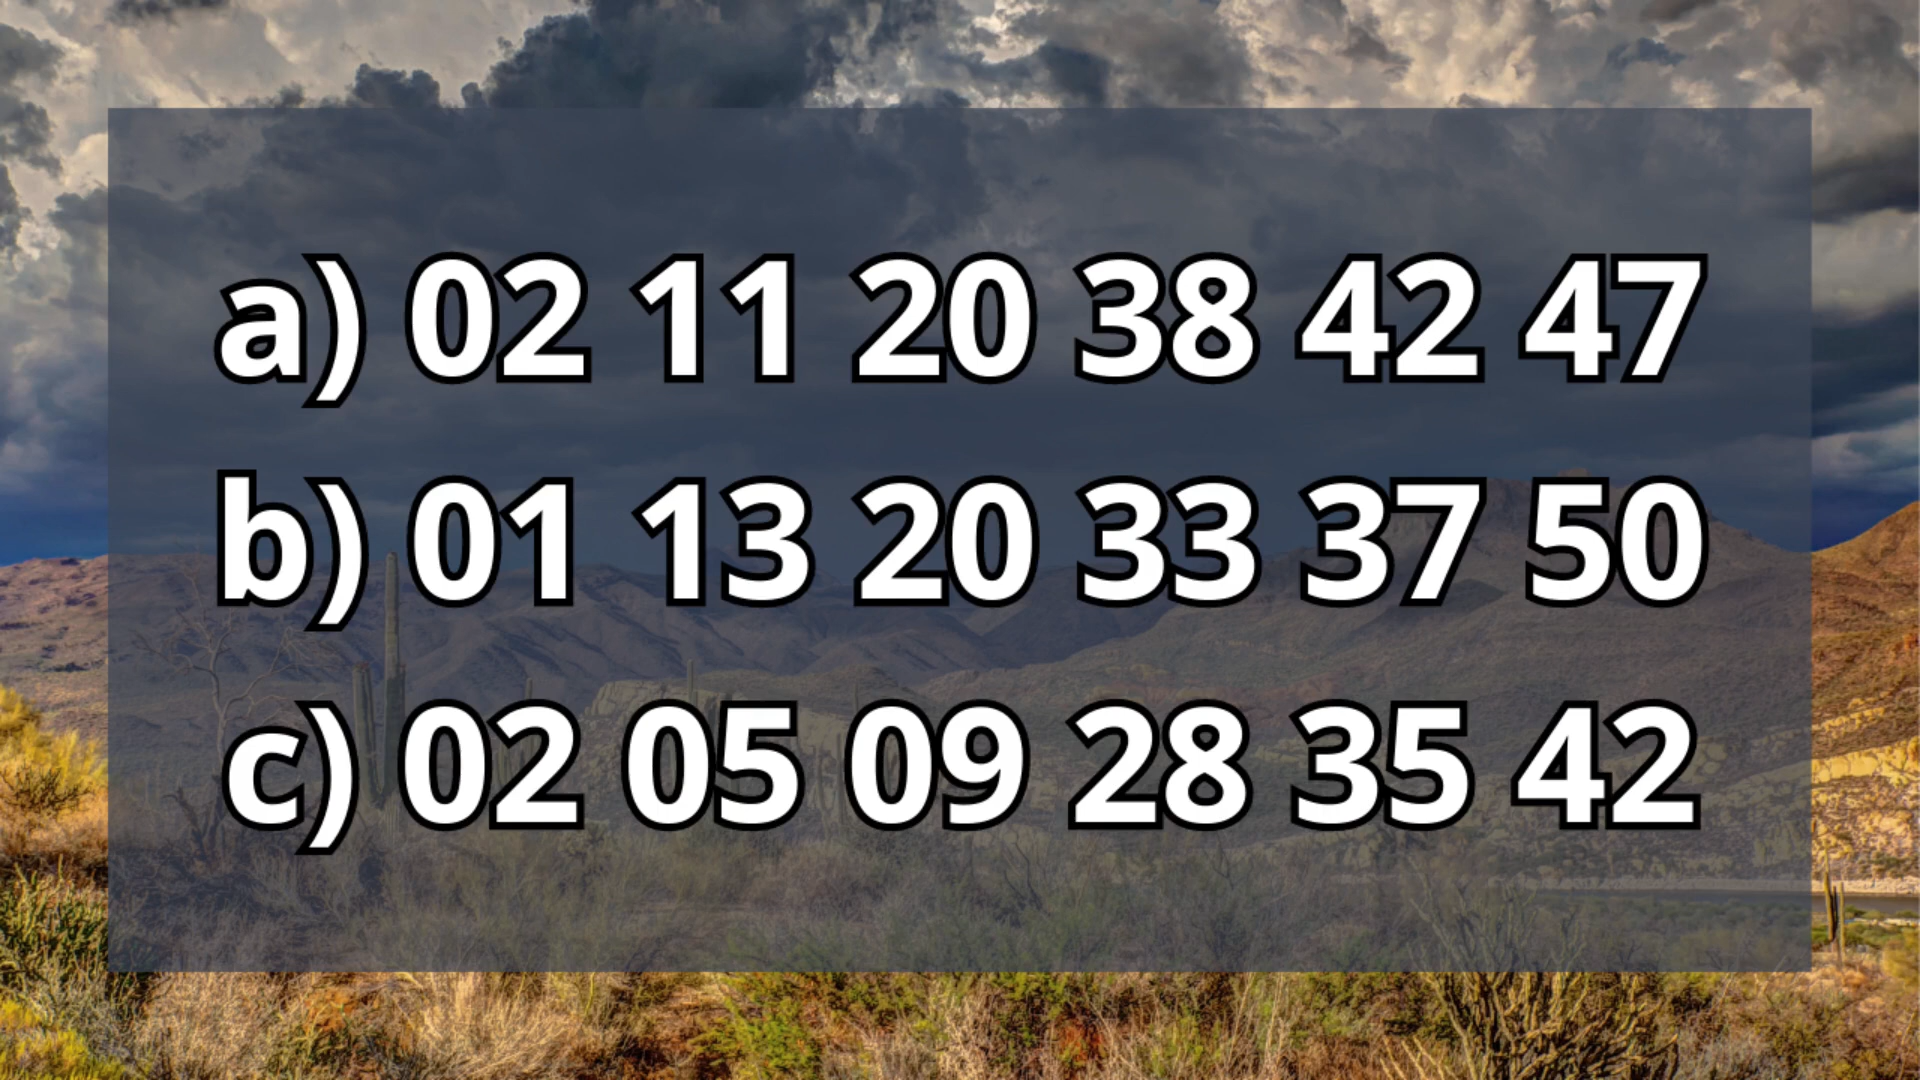 a) 02 11 20 38 42 47
b) 01 13 20 33 37 50
c) 02 05 09 28 35 42